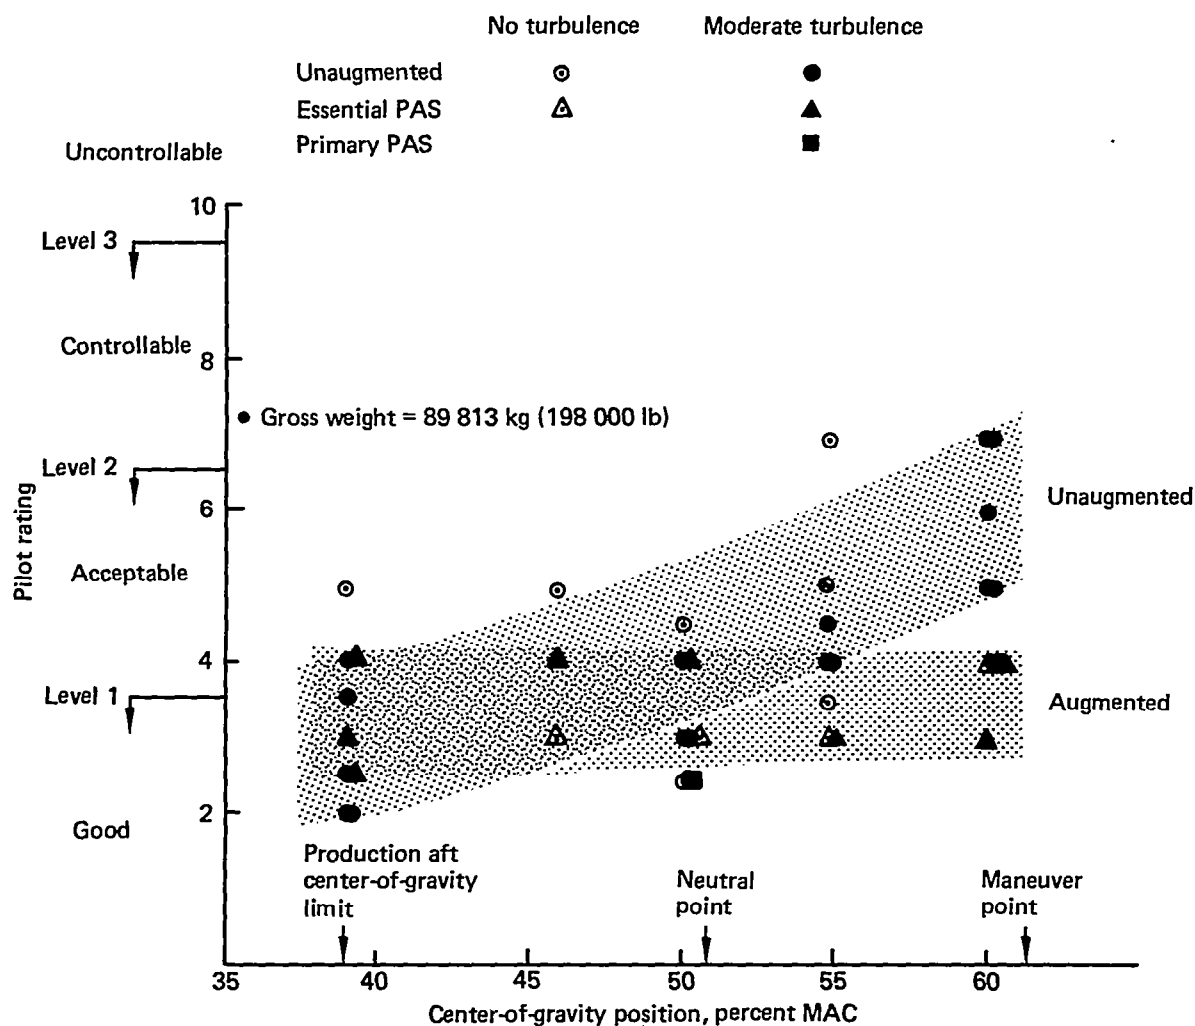 No turbulence Moderate turbulence
Unaugmented
Essential PAS
Primary PAS
Uncontrollable
10
Level 3
Controllable
8
Gross weight = 89 813 kg (198 000 lb)
Level 2
6
Unaugmented
Pilot rating
Acceptable
4
Level 1
Augmented
2
Good
Production aft
center-of-gravity
limit
Neutral
point
Maneuver
point
35 40 45 50 55 60
Center-of-gravity position, percent MAC